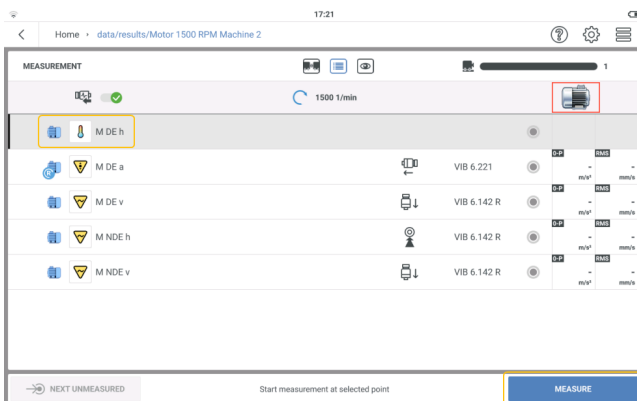 17:21
Home › data/results/Motor 1500 RPM Machine 2
MEASUREMENT
1
1500 1/min
M DE h
M DE a VIB 6.221 0-P - m/s² RMS - mm/s
M DE v VIB 6.142 R 0-P - m/s² RMS - mm/s
M NDE h VIB 6.142 R 0-P - m/s² RMS - mm/s
M NDE v VIB 6.142 R 0-P - m/s² RMS - mm/s
NEXT UNMEASURED Start measurement at selected point MEASURE